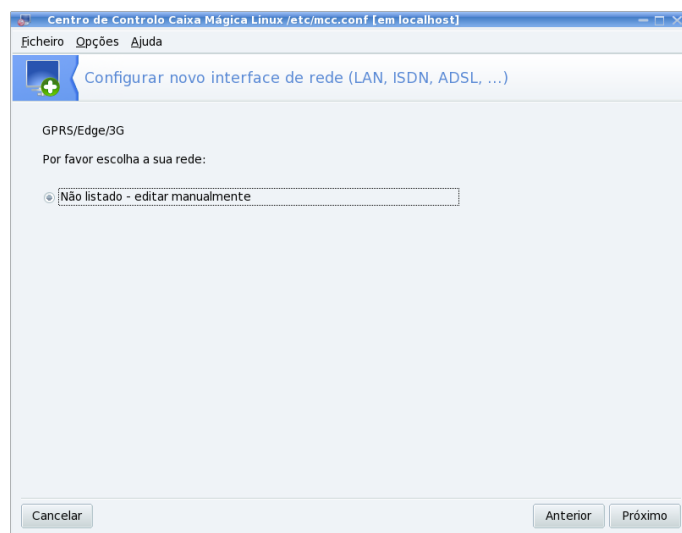 Centro de Controlo Caixa Mágica Linux /etc/mcc.conf [em localhost]
Ficheiro Opções Ajuda
Configurar novo interface de rede (LAN, ISDN, ADSL, ...)
GPRS/Edge/3G
Por favor escolha a sua rede:
Não listado - editar manualmente
Cancelar Anterior Próximo